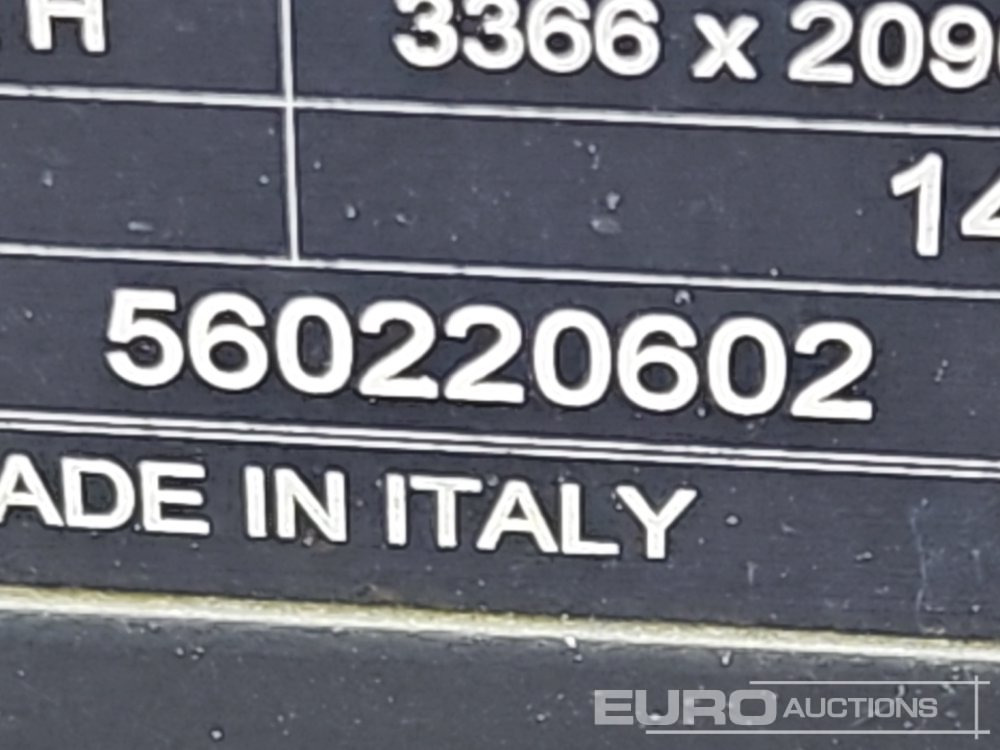 H 3366 x 209
14
560220602
ADE IN ITALY
EURO AUCTIONS